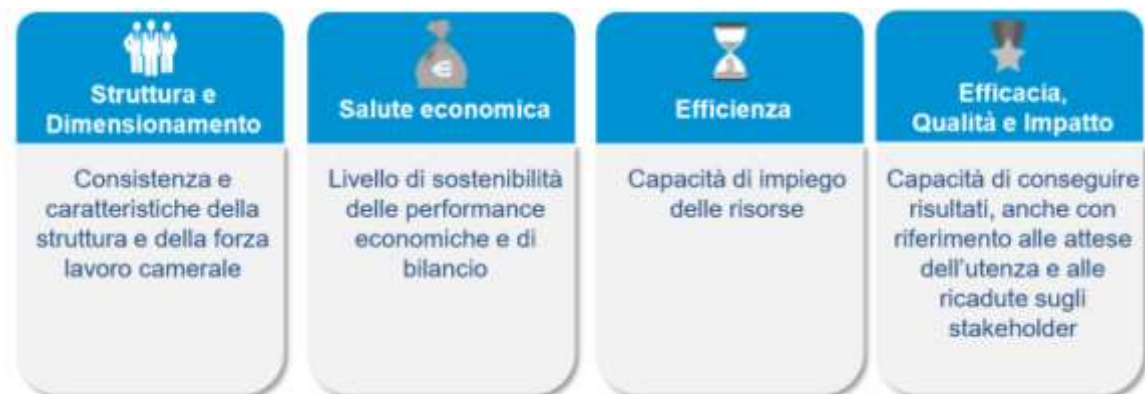 Struttura e
Dimensionamento
Consistenza e
caratteristiche della
struttura e della forza
lavoro camerale
Salute economica
Livello di sostenibilità
delle performance
economiche e di
bilancio
Efficienza
Capacità di impiego
delle risorse
Efficacia,
Qualità e Impatto
Capacità di conseguire
risultati, anche con
riferimento alle attese
dell'utenza e alle
ricadute sugli
stakeholder